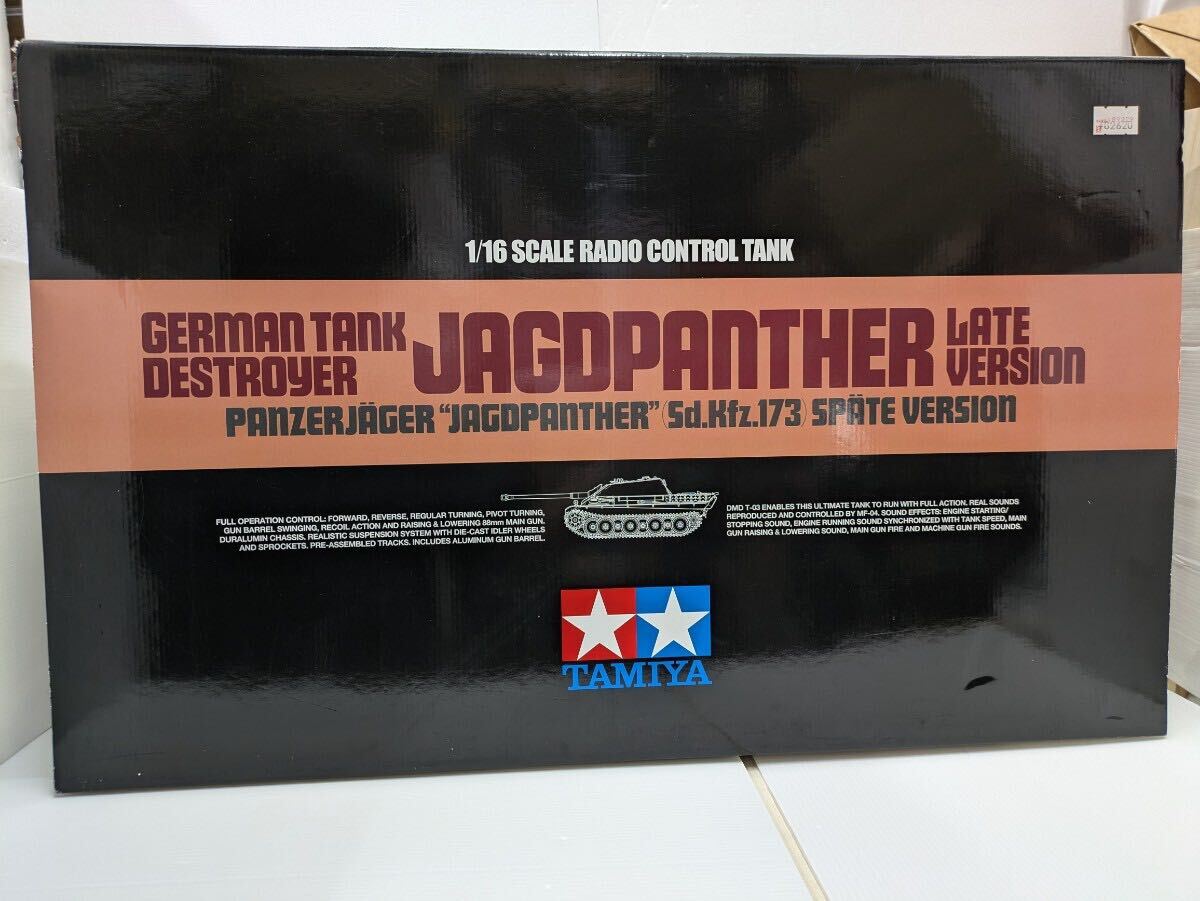 1/16 SCALE RADIO CONTROL TANK
GERMAN TANK
DESTROYER
JAGDPANTHER
LATE
VERSION
PANZERJÄGER "JAGDPANTHER" (Sd.Kfz.173) SPÄTE VERSION
FULL OPERATION CONTROL: FORWARD, REVERSE, REGULAR TURNING, PIVOT TURNING,
GUN BARREL SWINGING, RECOIL ACTION AND RAISING & LOWERING 88mm MAIN GUN.
DURALUMIN CHASSIS. REALISTIC SUSPENSION SYSTEM WITH DIE-CAST IDLER WHEELS
AND SPROCKETS. PRE-ASSEMBLED TRACKS. INCLUDES ALUMINUM GUN BARREL.
DMD T-03 ENABLES THIS ULTIMATE TANK TO RUN WITH FULL ACTION. REAL SOUNDS
REPRODUCED AND CONTROLLED BY MF-04. SOUND EFFECTS: ENGINE STARTING/
STOPPING SOUND, ENGINE RUNNING SOUND SYNCHRONIZED WITH TANK SPEED, MAIN
GUN RAISING & LOWERING SOUND, MAIN GUN FIRE AND MACHINE GUN FIRE SOUNDS.
TAMIYA